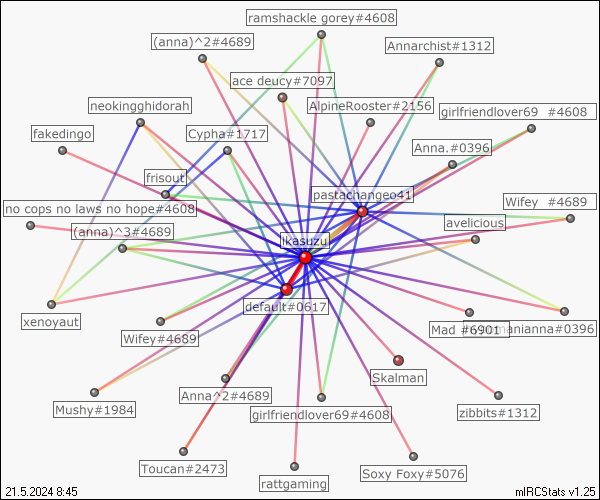 ramshackle gorey#4608
(anna)^2#4689
Annarchist#1312
ace deucy#7097
neokingghidorah
AlpineRooster#2156
girlfriendlover69 #4608
fakedingo
Cypha#1717
Anna.#0396
frisout
pastachangeo41
no cops no laws no hope#4608
Wifey #4689
(anna)^3#4689
avelicious
ikasuzu
default#0617
xenoyaut
Wifey#4689
Mad #6901
manianna#0396
Skalman
Mushy#1984
Anna^2#4689
girlfriendlover69#4608
zibbits#1312
Toucan#2473
rattgaming
Soxy Foxy#5076
21.5.2024 8:45
mIRCStats v1.25